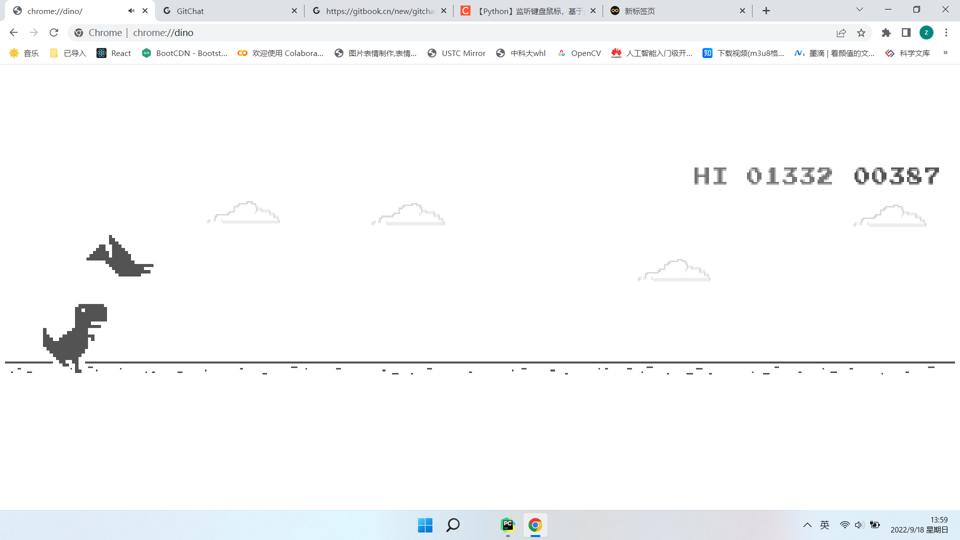 chrome://dino/
GitChat
https://gitbook.cn/new/gitcha
【Python】监听键盘鼠标，基于
新标签页
Chrome | chrome://dino
z
音乐
已导入
React
BootCDN - Bootst...
欢迎使用 Colabora...
图片表情制作,表情...
USTC Mirror
中科大whl
OpenCV
人工智能入门级开...
知
下载视频(m3u8格...
墨滴 | 看颜值的文...
科学文库
»
HI 01332 00387
PC
英
13:59
2022/9/18 星期日